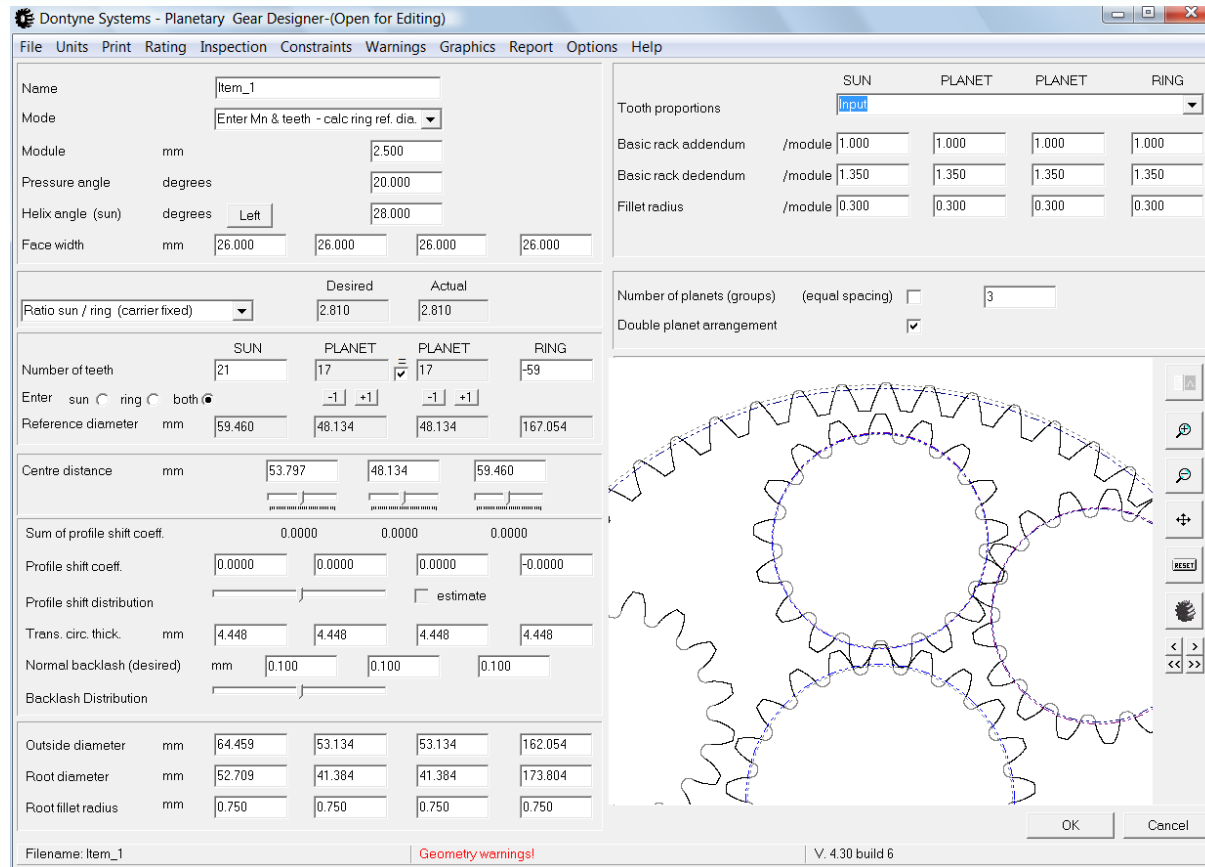 Dontyne Systems - Planetary Gear Designer-(Open for Editing)
File Units Print Rating Inspection Constraints Warnings Graphics Report Options Help
Name Item_1
Mode Enter Mn & teeth - calc ring ref. dia.
Module mm 2.500
Pressure angle degrees 20.000
Helix angle (sun) degrees Left 28.000
Face width mm 26.000 26.000 26.000 26.000
SUN PLANET PLANET RING
Tooth proportions Input
Basic rack addendum /module 1.000 1.000 1.000 1.000
Basic rack dedendum /module 1.350 1.350 1.350 1.350
Fillet radius /module 0.300 0.300 0.300 0.300
Desired Actual
Ratio sun / ring (carrier fixed) 2.810 2.810
Number of planets (groups) (equal spacing) 3
Double planet arrangement
SUN PLANET PLANET RING
Number of teeth 21 17 = 17 -59
Enter sun ring both -1 +1 -1 +1
Reference diameter mm 59.460 48.134 48.134 167.054
Centre distance mm 53.797 48.134 59.460
Sum of profile shift coeff. 0.0000 0.0000 0.0000
Profile shift coeff. 0.0000 0.0000 0.0000 -0.0000
Profile shift distribution estimate
Trans. circ. thick. mm 4.448 4.448 4.448 4.448
Normal backlash (desired) mm 0.100 0.100 0.100
Backlash Distribution
Outside diameter mm 64.459 53.134 53.134 162.054
Root diameter mm 52.709 41.384 41.384 173.804
Root fillet radius mm 0.750 0.750 0.750 0.750
RESET
< >
<< >>
OK Cancel
Filename: Item_1 Geometry warnings! V. 4.30 build 6